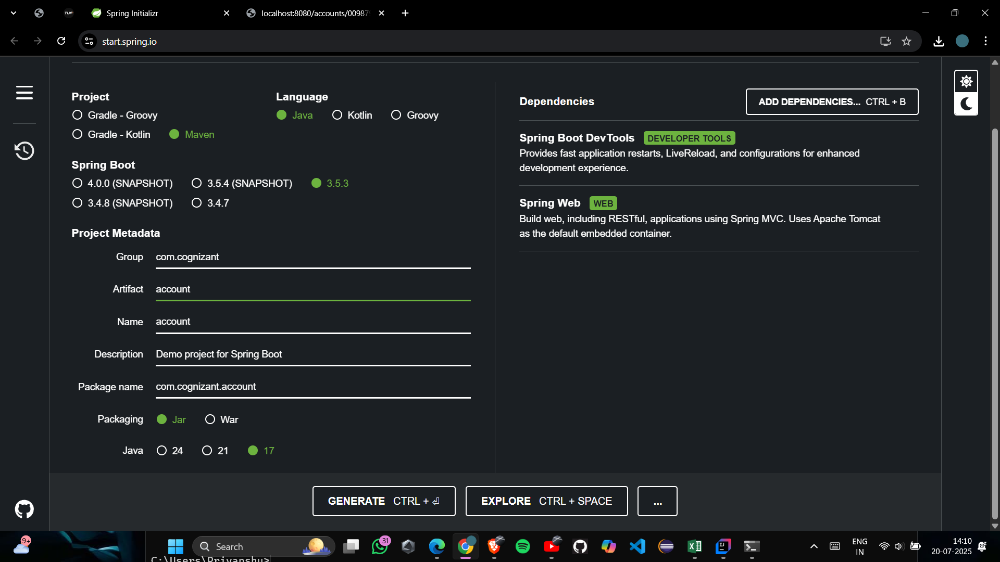 Spring Initializr
localhost:8080/accounts/00987
start.spring.io
Project
Gradle - Groovy
Gradle - Kotlin
Maven
Language
Java
Kotlin
Groovy
Spring Boot
4.0.0 (SNAPSHOT)
3.5.4 (SNAPSHOT)
3.5.3
3.4.8 (SNAPSHOT)
3.4.7
Project Metadata
Group
com.cognizant
Artifact
account
Name
account
Description
Demo project for Spring Boot
Package name
com.cognizant.account
Packaging
Jar
War
Java
24
21
17
Dependencies
ADD DEPENDENCIES... CTRL + B
Spring Boot DevTools
DEVELOPER TOOLS
Provides fast application restarts, LiveReload, and configurations for enhanced
development experience.
Spring Web
WEB
Build web, including RESTful, applications using Spring MVC. Uses Apache Tomcat
as the default embedded container.
GENERATE CTRL + ⏎
EXPLORE CTRL + SPACE
...
9+
Search
31
ENG
IN
14:10
20-07-2025
C:\Users\Priyanshu>